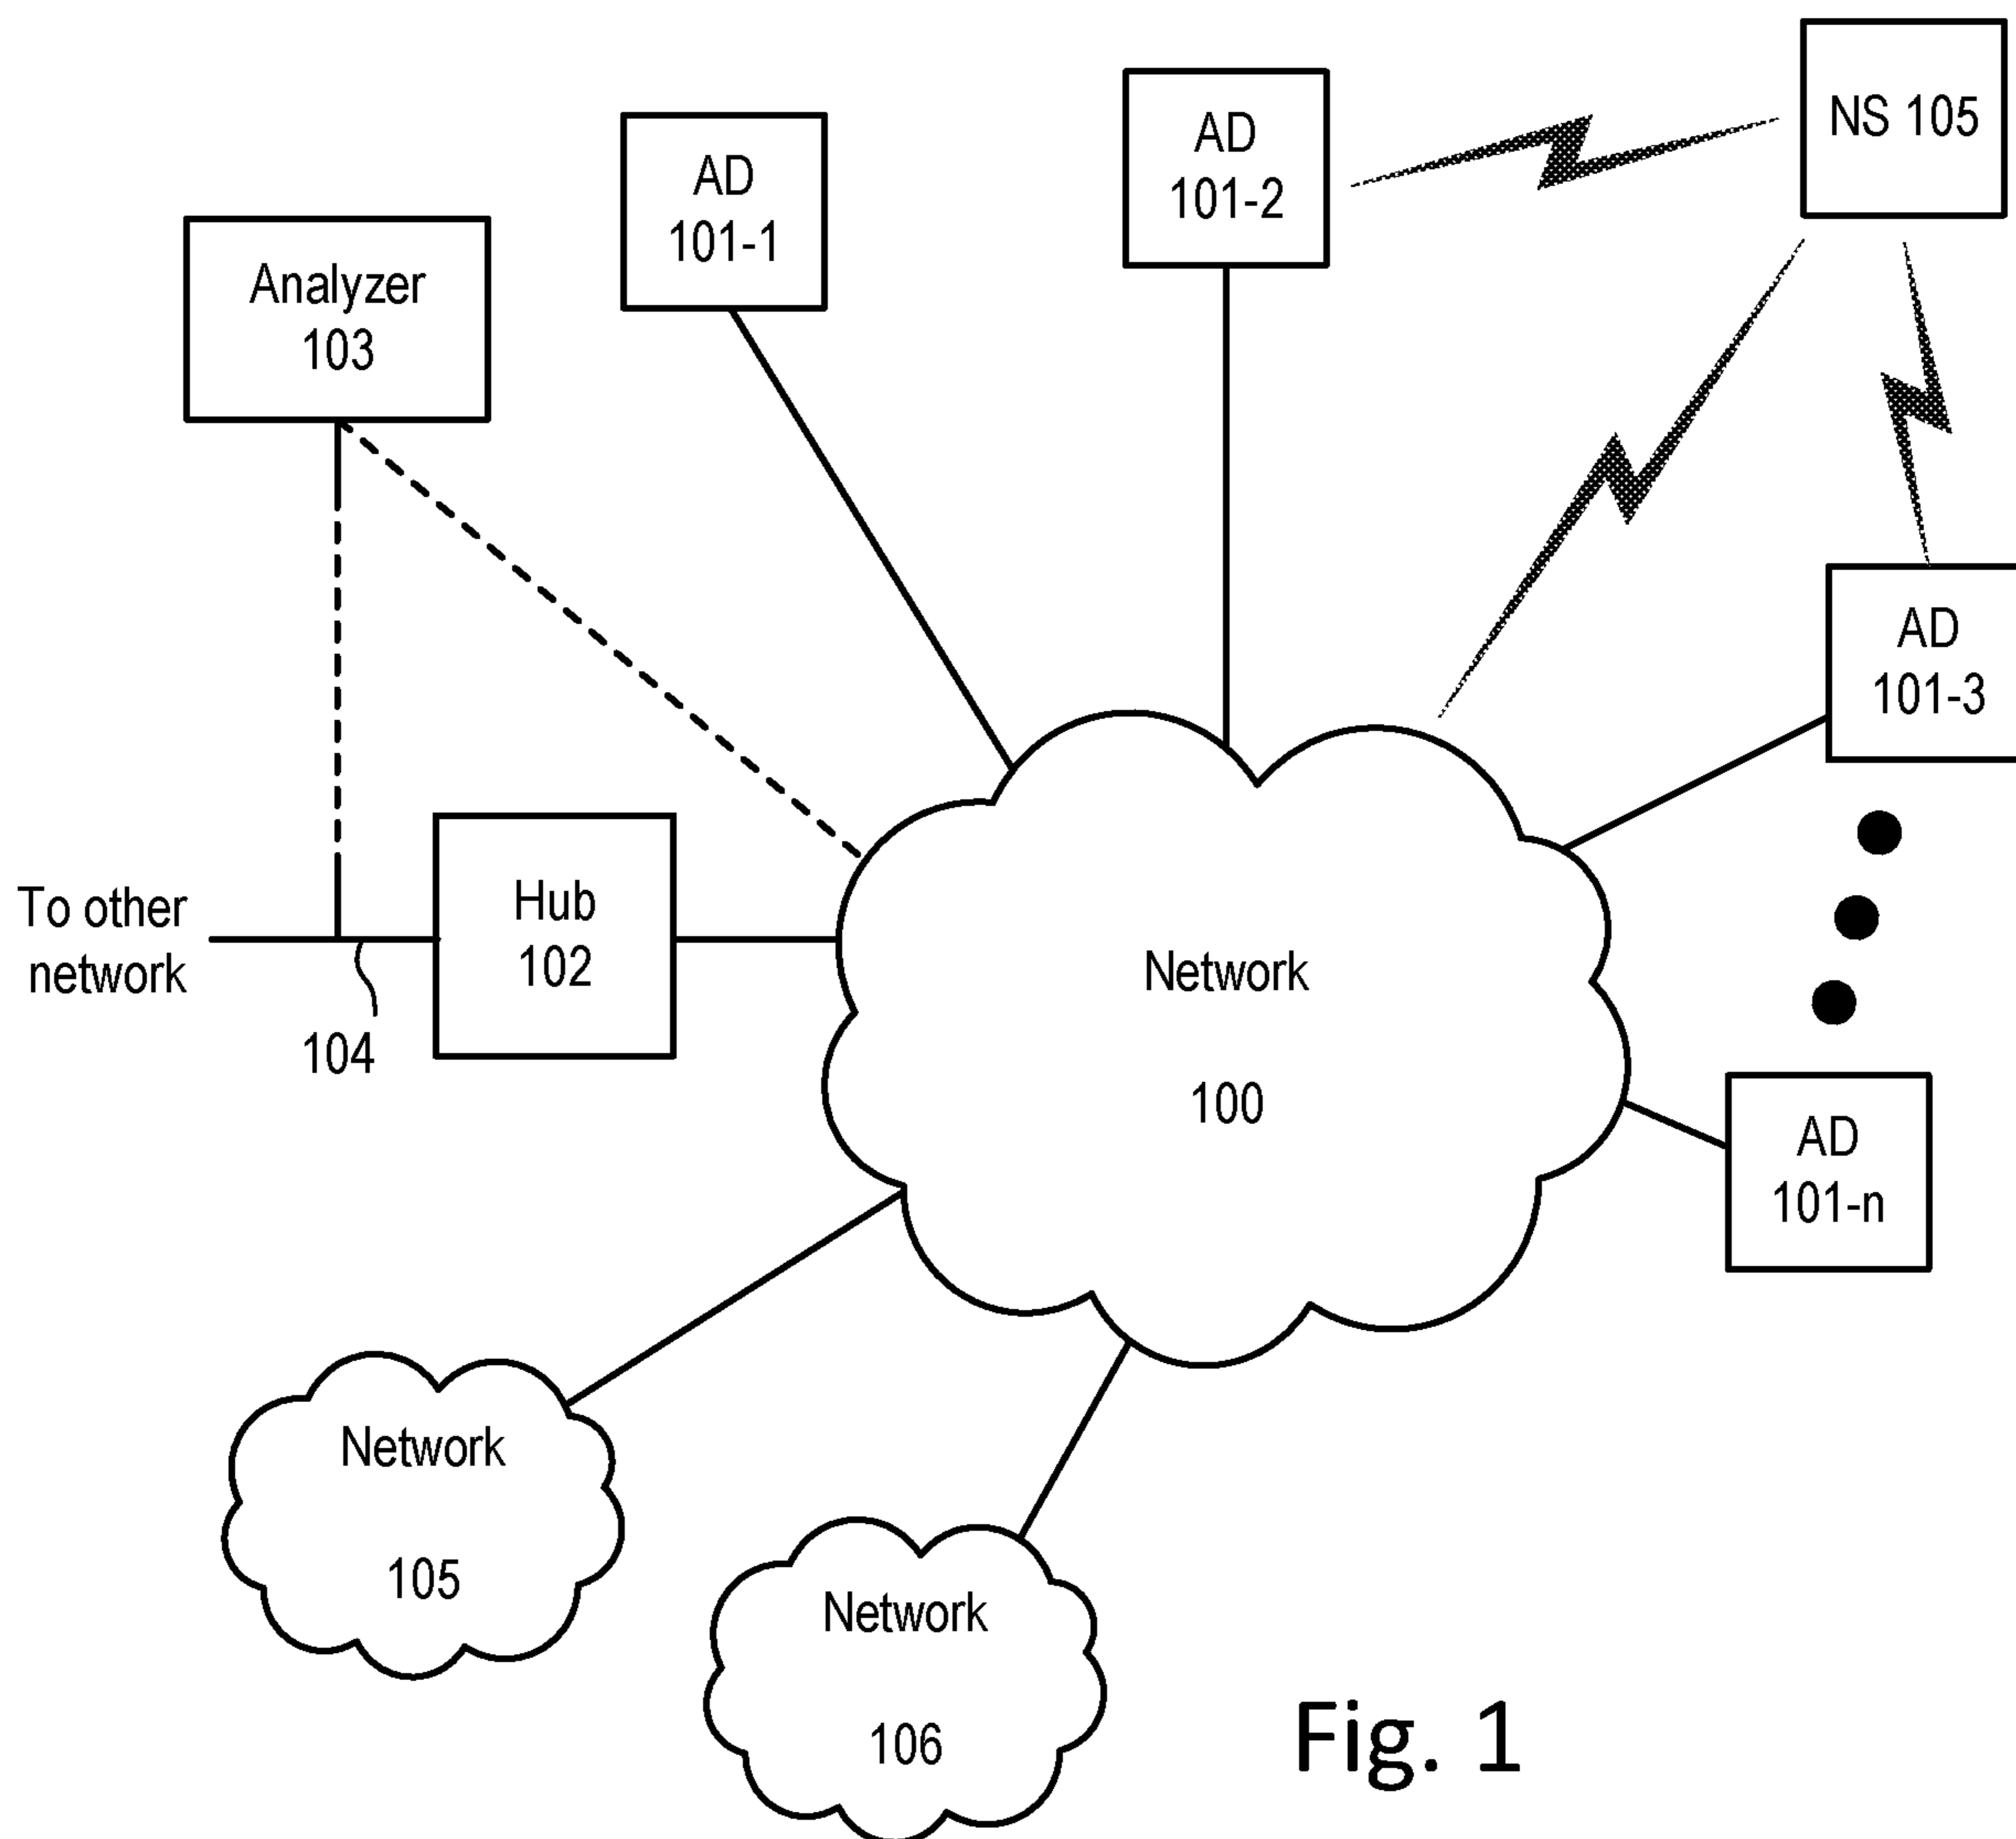 NS 105
AD
101-2
AD
101-1
Analyzer
103
AD
101-3
To other
network
104
Hub
102
Network
100
AD
101-n
Network
105
Network
106
Fig. 1